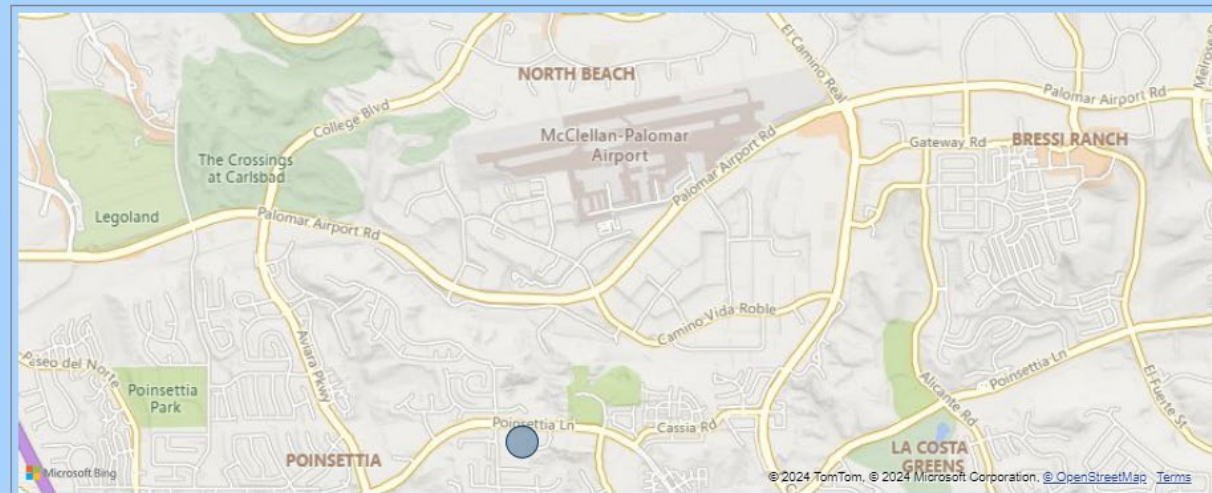 El Camino Real
Melrose D
NORTH BEACH
Palomar Airport Rd
College Blvd
McClellan-Palomar
Airport
Palomar Airport Rd
Gateway Rd
BRESSI RANCH
The Crossings
at Carlsbad
Legoland
Palomar Airport Rd
Camino Vida Roble
Aviara Pkwy
Paseo del Norte
Poinsettia Ln
El Fuerte St
Poinsettia
Park
Alicante Rd
Poinsettia Ln
Cassia Rd
POINSETTIA
LA COSTA
GREENS
Microsoft Bing
© 2024 TomTom, © 2024 Microsoft Corporation, © OpenStreetMap Terms